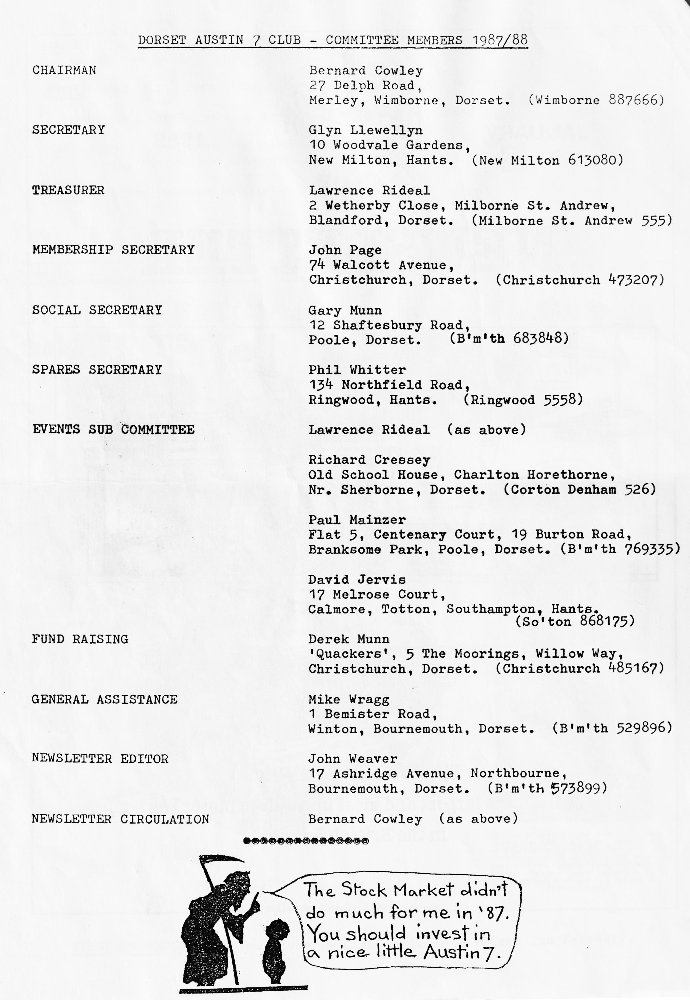 DORSET AUSTIN 7 CLUB - COMMITTEE MEMBERS 1987/88
CHAIRMAN
Bernard Cowley
27 Delph Road,
Merley, Wimborne, Dorset. (Wimborne 887666)
SECRETARY
Glyn Llewellyn
10 Woodvale Gardens,
New Milton, Hants. (New Milton 613080)
TREASURER
Lawrence Rideal
2 Wetherby Close, Milborne St. Andrew,
Blandford, Dorset. (Milborne St. Andrew 555)
MEMBERSHIP SECRETARY
John Page
74 Walcott Avenue,
Christchurch, Dorset. (Christchurch 473207)
SOCIAL SECRETARY
Gary Munn
12 Shaftesbury Road,
Poole, Dorset. (B'm'th 683848)
SPARES SECRETARY
Phil Whitter
134 Northfield Road,
Ringwood, Hants. (Ringwood 5558)
EVENTS SUB COMMITTEE
Lawrence Rideal (as above)
Richard Cressey
Old School House, Charlton Horethorne,
Nr. Sherborne, Dorset. (Corton Denham 526)
Paul Mainzer
Flat 5, Centenary Court, 19 Burton Road,
Branksome Park, Poole, Dorset. (B'm'th 769335)
David Jervis
17 Melrose Court,
Calmore, Totton, Southampton, Hants.
(So'ton 868175)
FUND RAISING
Derek Munn
'Quackers', 5 The Moorings, Willow Way,
Christchurch, Dorset. (Christchurch 485167)
GENERAL ASSISTANCE
Mike Wragg
1 Bemister Road,
Winton, Bournemouth, Dorset. (B'm'th 529896)
NEWSLETTER EDITOR
John Weaver
17 Ashridge Avenue, Northbourne,
Bournemouth, Dorset. (B'm'th 573899)
NEWSLETTER CIRCULATION
Bernard Cowley (as above)
The Stock Market didn't
do much for me in '87.
You should invest in
a nice little Austin 7.